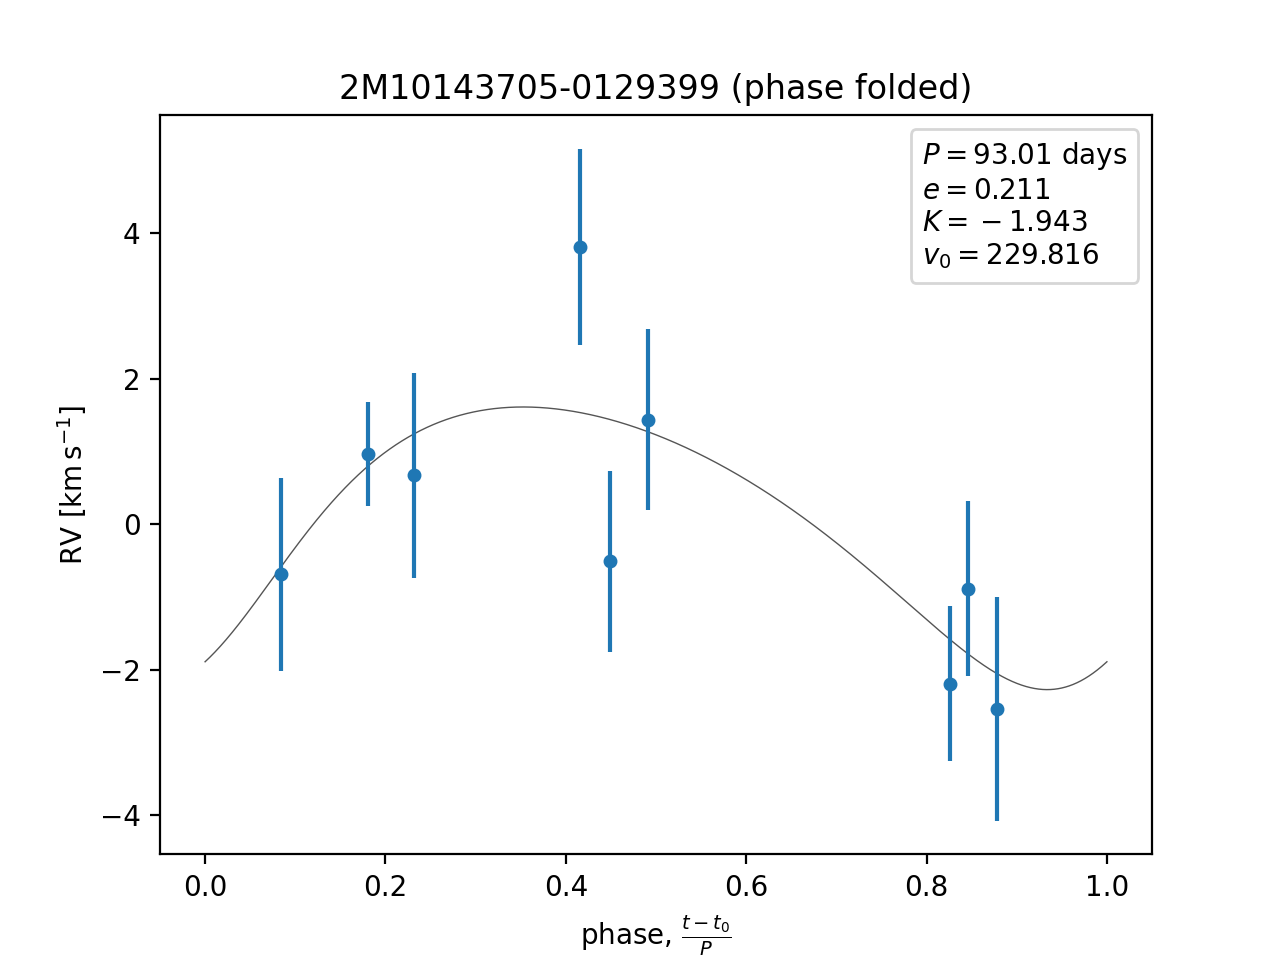 2M10143705-0129399 (phase folded)
P = 93.01 days
e = 0.211
K = −1.943
v₀ = 229.816
RV [km s⁻¹]
4
2
0
−2
−4
0.0 0.2 0.4 0.6 0.8 1.0
phase, (t−t₀)/P